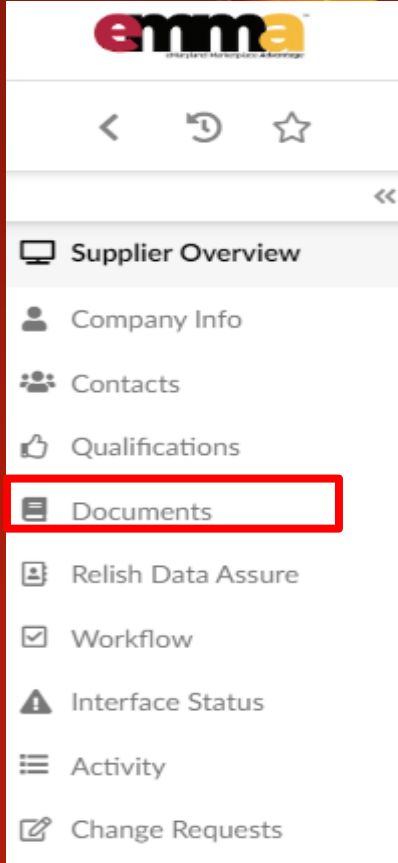 emma
eMaryland Marketplace Advantage
Supplier Overview
Company Info
Contacts
Qualifications
Documents
Relish Data Assure
Workflow
Interface Status
Activity
Change Requests